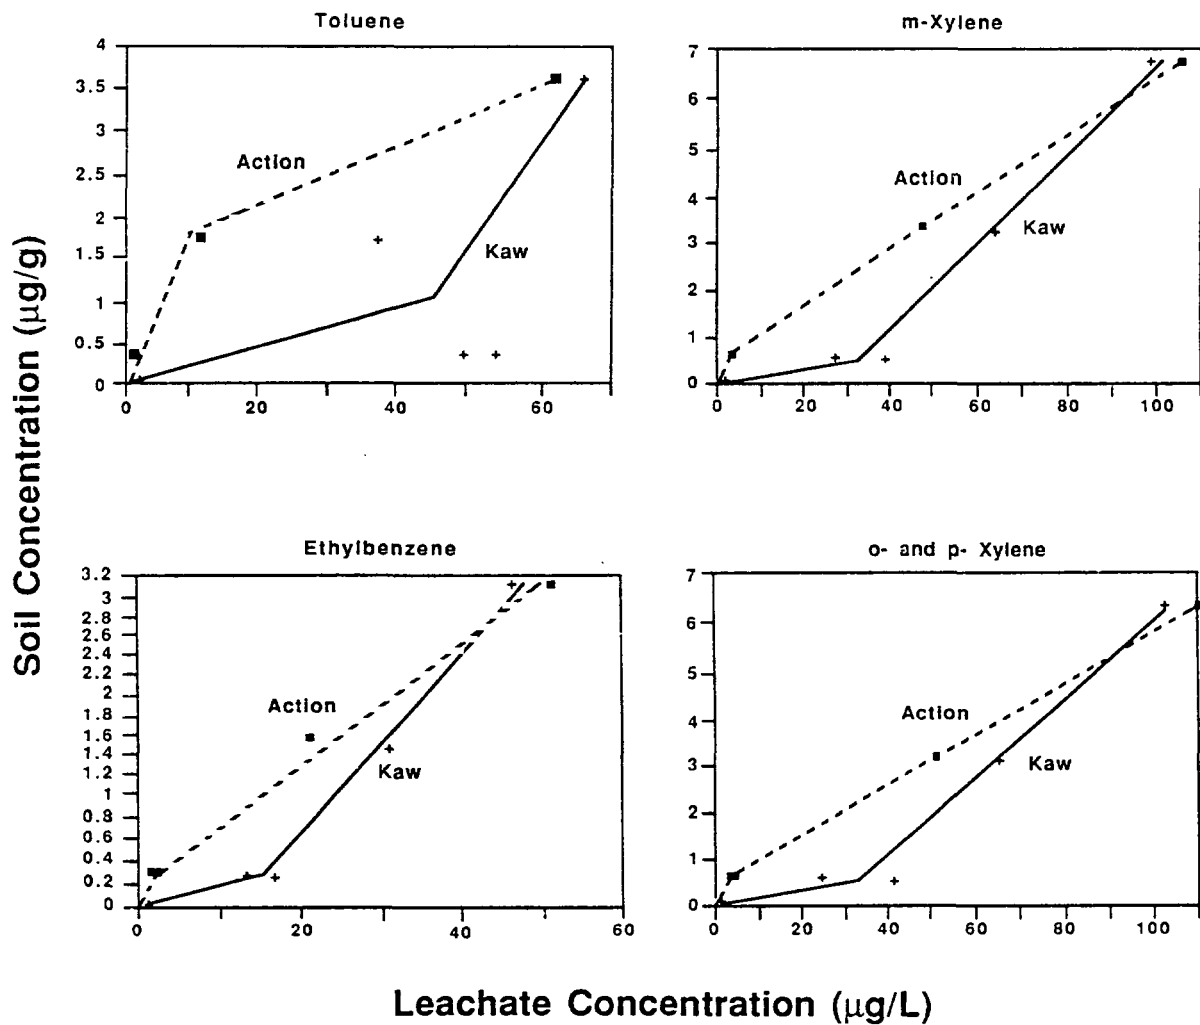 Toluene
4
3.5
3
2.5
2
1.5
1
0.5
0
Action
Kaw
0 20 40 60
m-Xylene
7
6
5
4
3
2
1
0
Action
Kaw
0 20 40 60 80 100
Soil Concentration (µg/g)
Ethylbenzene
3.2
3
2.8
2.6
2.4
2.2
2
1.8
1.6
1.4
1.2
1
0.8
0.6
0.4
0.2
0
Action
Kaw
0 20 40 60
o- and p- Xylene
7
6
5
4
3
2
1
0
Action
Kaw
0 20 40 60 80 100
Leachate Concentration (µg/L)